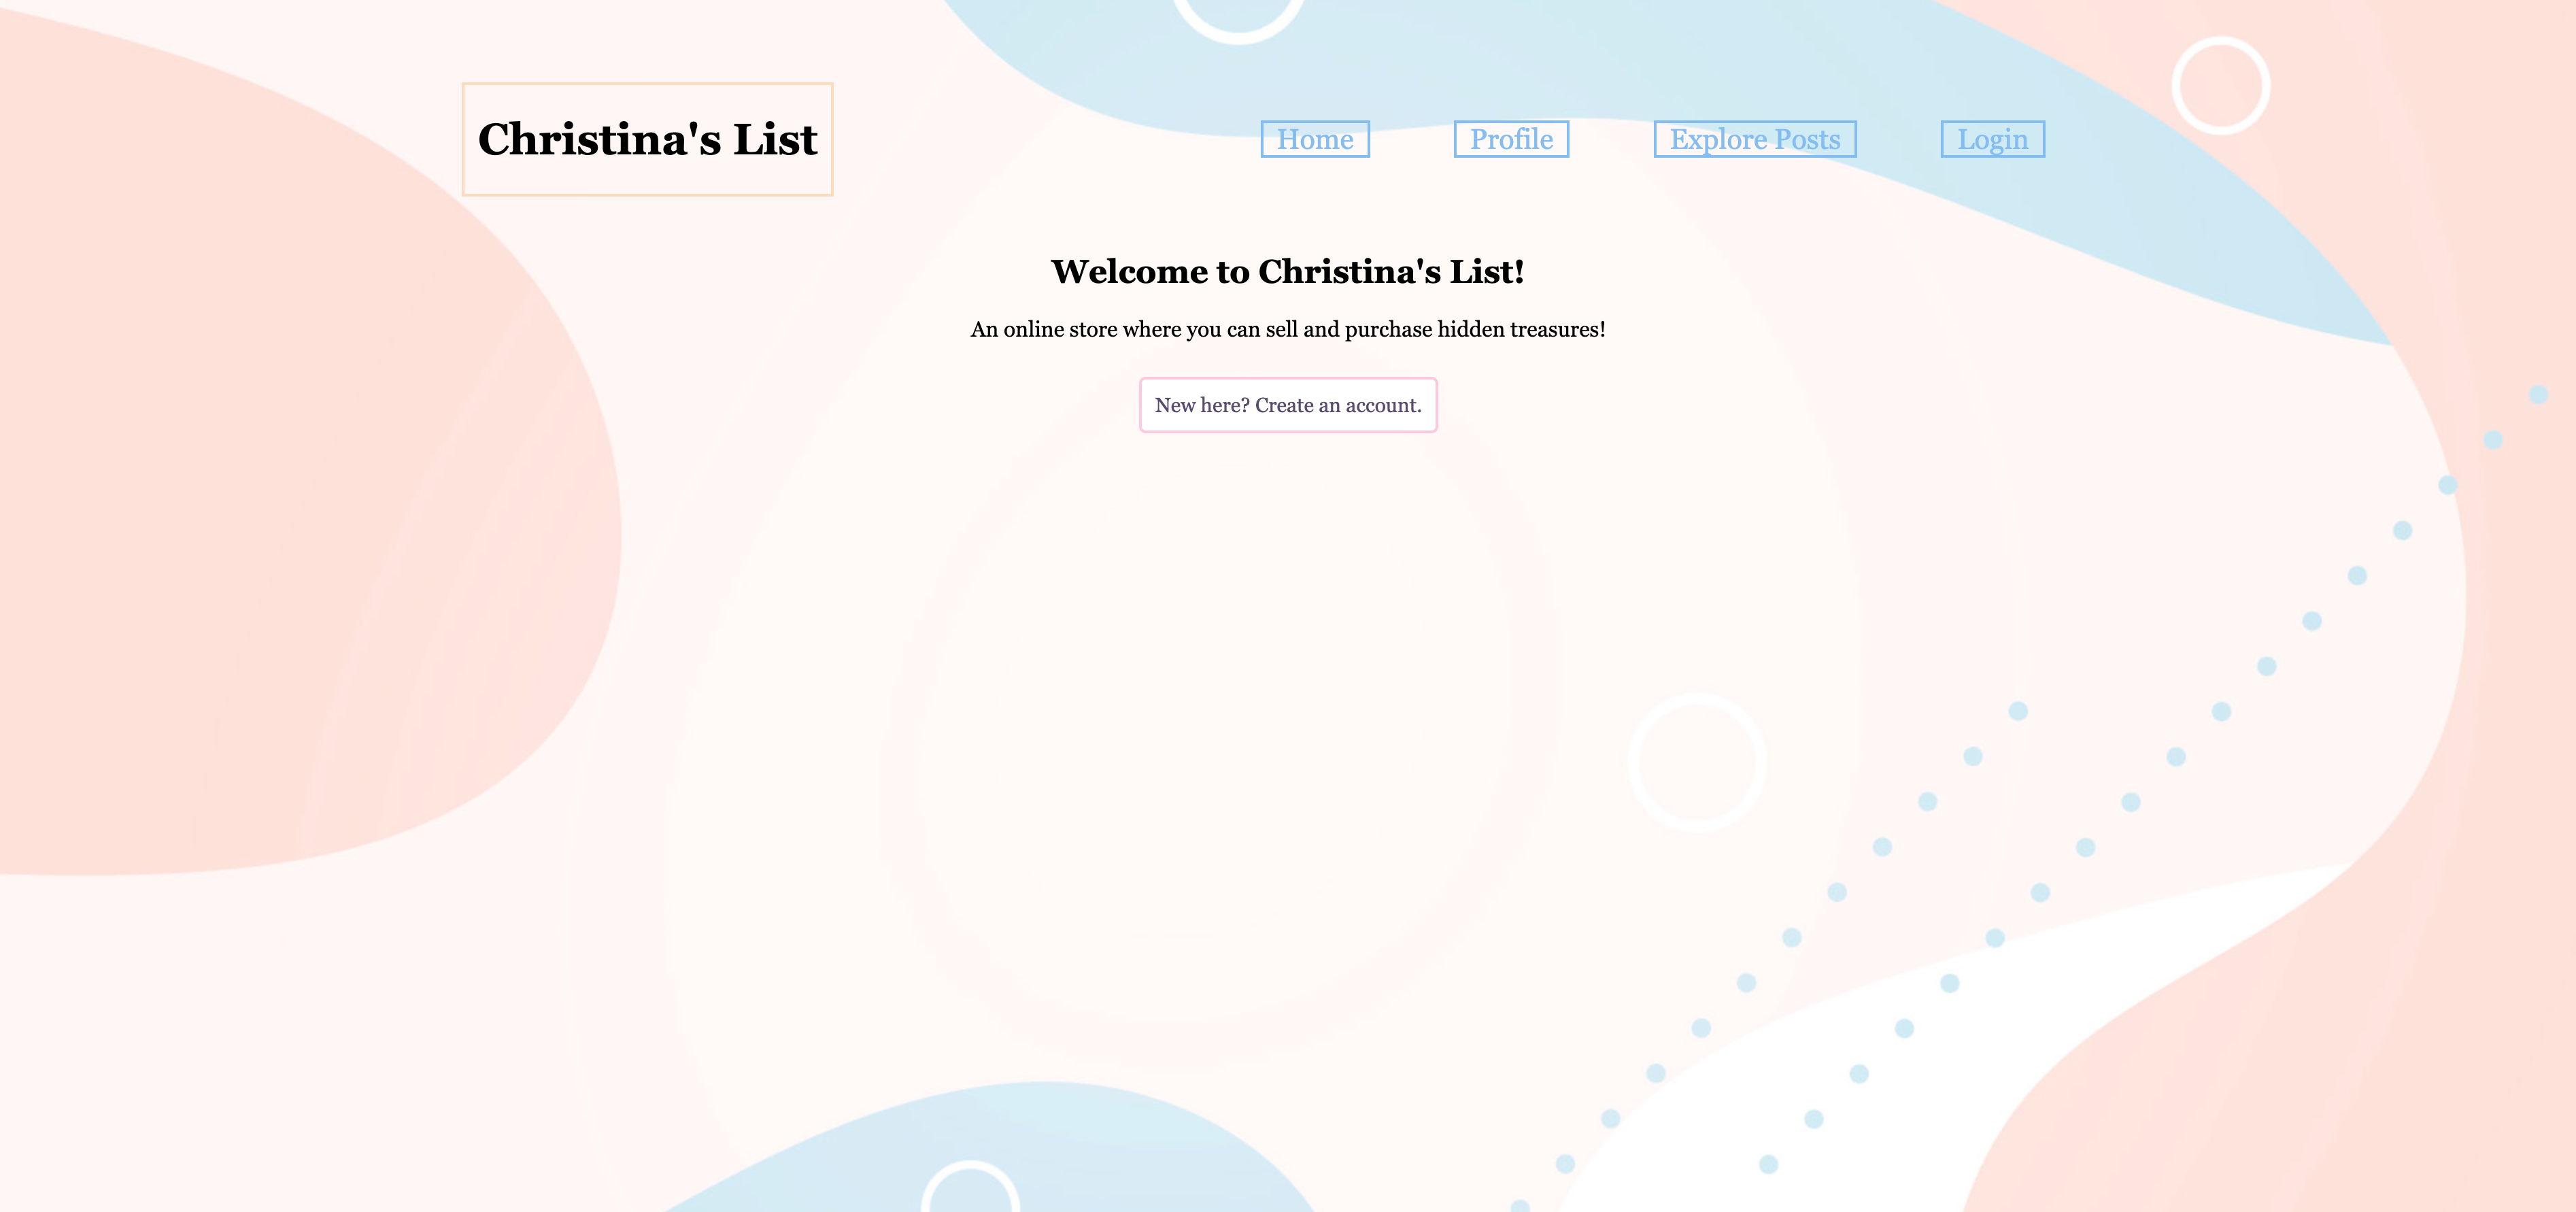 Christina's List
Home Profile Explore Posts Login
Welcome to Christina's List!
An online store where you can sell and purchase hidden treasures!
New here? Create an account.